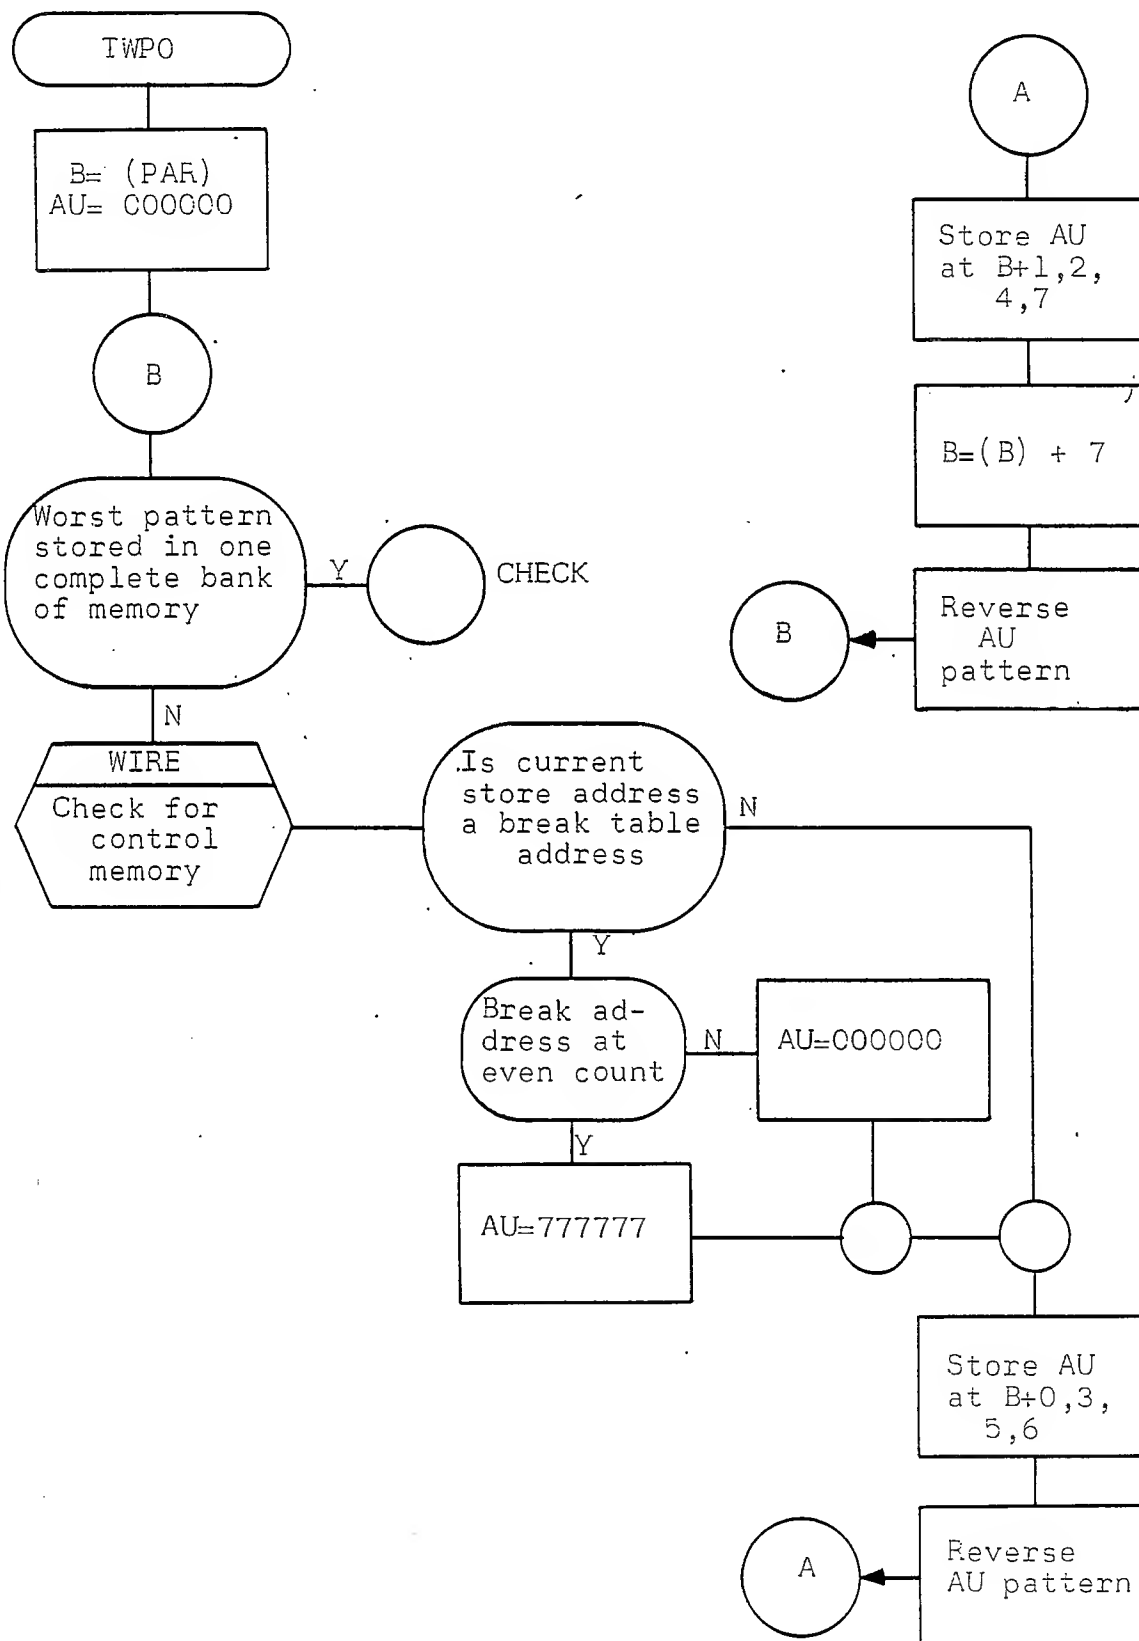 TWPO
B= (PAR)
AU= 000000
B
Worst pattern
stored in one
complete bank
of memory
Y
CHECK
N
WIRE
Check for
control
memory
Is current
store address
a break table
address
N
Y
Break ad-
dress at
even count
N
AU=000000
Y
AU=777777
Store AU
at B+0,3,
5,6
Reverse
AU pattern
A
A
Store AU
at B+1,2,
4,7
B=(B) + 7
Reverse
AU
pattern
B